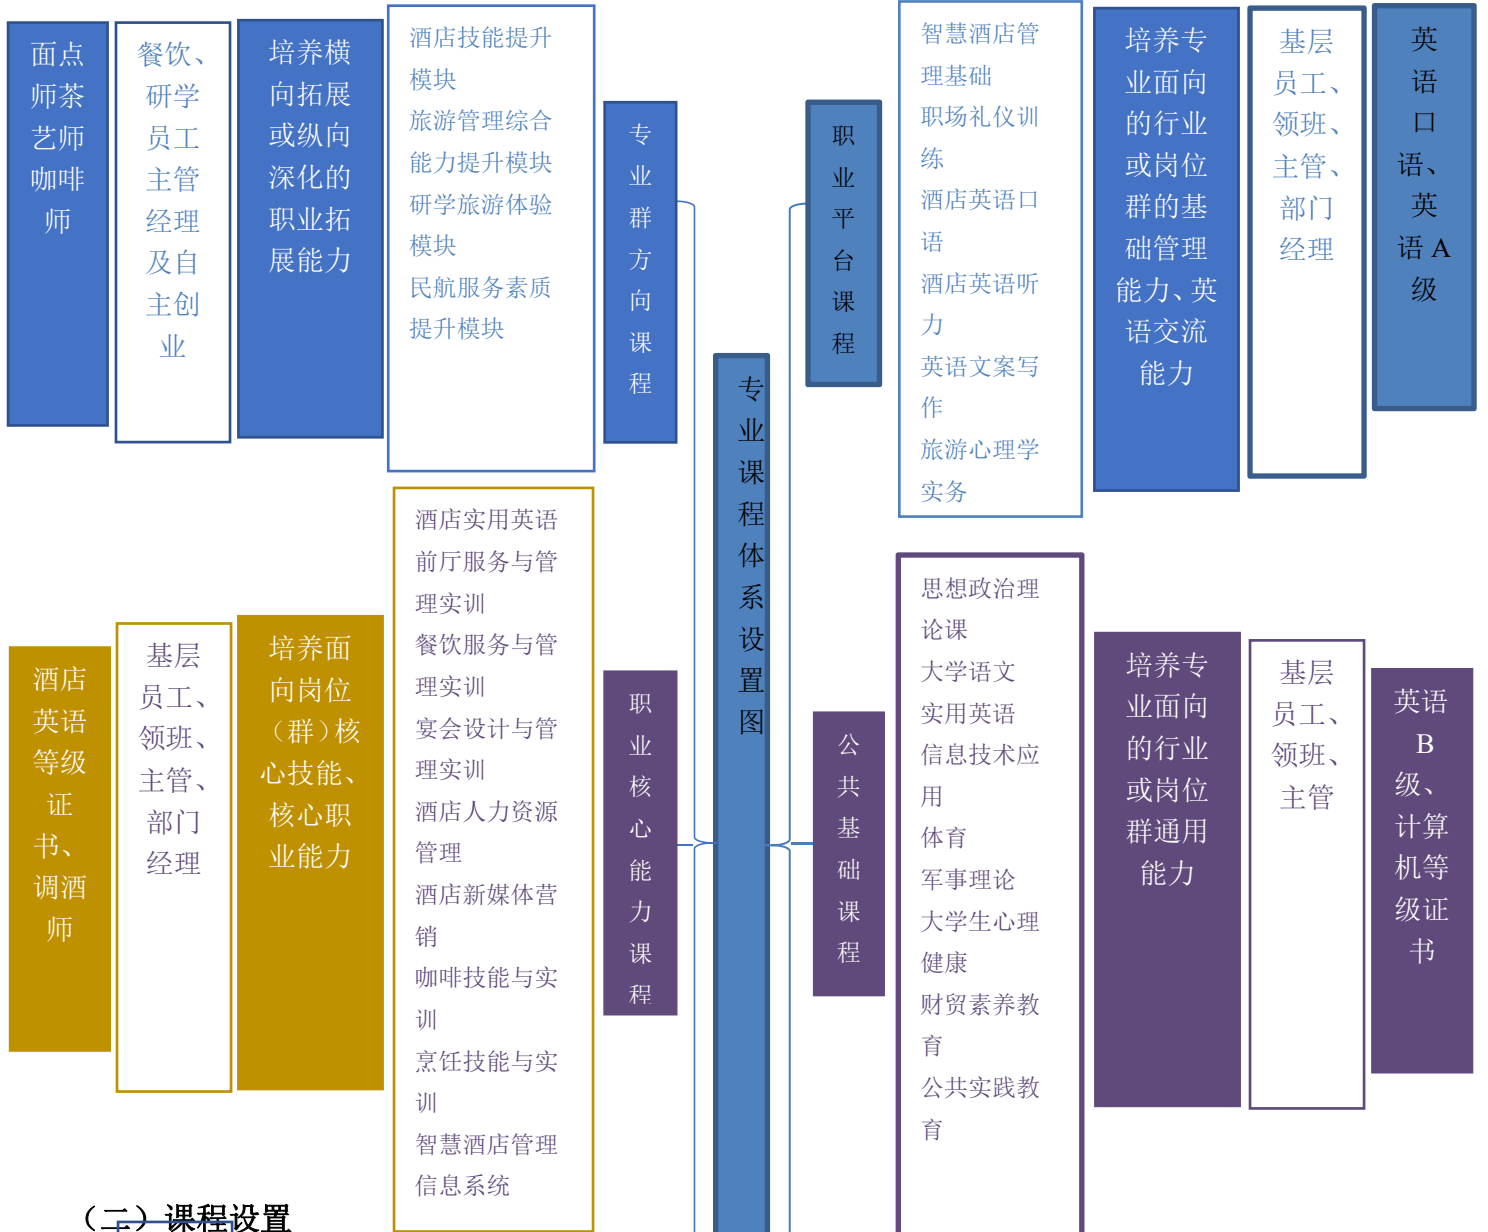 面点
师茶
艺师
咖啡
师
餐饮、
研学
员工
主管
经理
及自
主创
业
培养横
向拓展
或纵向
深化的
职业拓
展能力
酒店技能提升
模块
旅游管理综合
能力提升模块
研学旅游体验
模块
民航服务素质
提升模块
专
业
群
方
向
课
程
职
业
平
台
课
程
智慧酒店管
理基础
职场礼仪训
练
酒店英语口
语
酒店英语听
力
英语文案写
作
旅游心理学
实务
培养专
业面向
的行业
或岗位
群的基
础管理
能力、英
语交流
能力
基层
员工、
领班、
主管、
部门
经理
英
语
口
语、
英
语 A
级
专
业
课
程
体
系
设
置
图
酒店
英语
等级
证
书、
调酒
师
基层
员工、
领班、
主管、
部门
经理
培养面
向岗位
（群）核
心技能、
核心职
业能力
酒店实用英语
前厅服务与管
理实训
餐饮服务与管
理实训
宴会设计与管
理实训
酒店人力资源
管理
酒店新媒体营
销
咖啡技能与实
训
烹饪技能与实
训
智慧酒店管理
信息系统
职
业
核
心
能
力
课
程
公
共
基
础
课
程
思想政治理
论课
大学语文
实用英语
信息技术应
用
体育
军事理论
大学生心理
健康
财贸素养教
育
公共实践教
育
培养专
业面向
的行业
或岗位
群通用
能力
基层
员工、
领班、
主管
英语
B
级、
计算
机等
级证
书
（二）课程设置